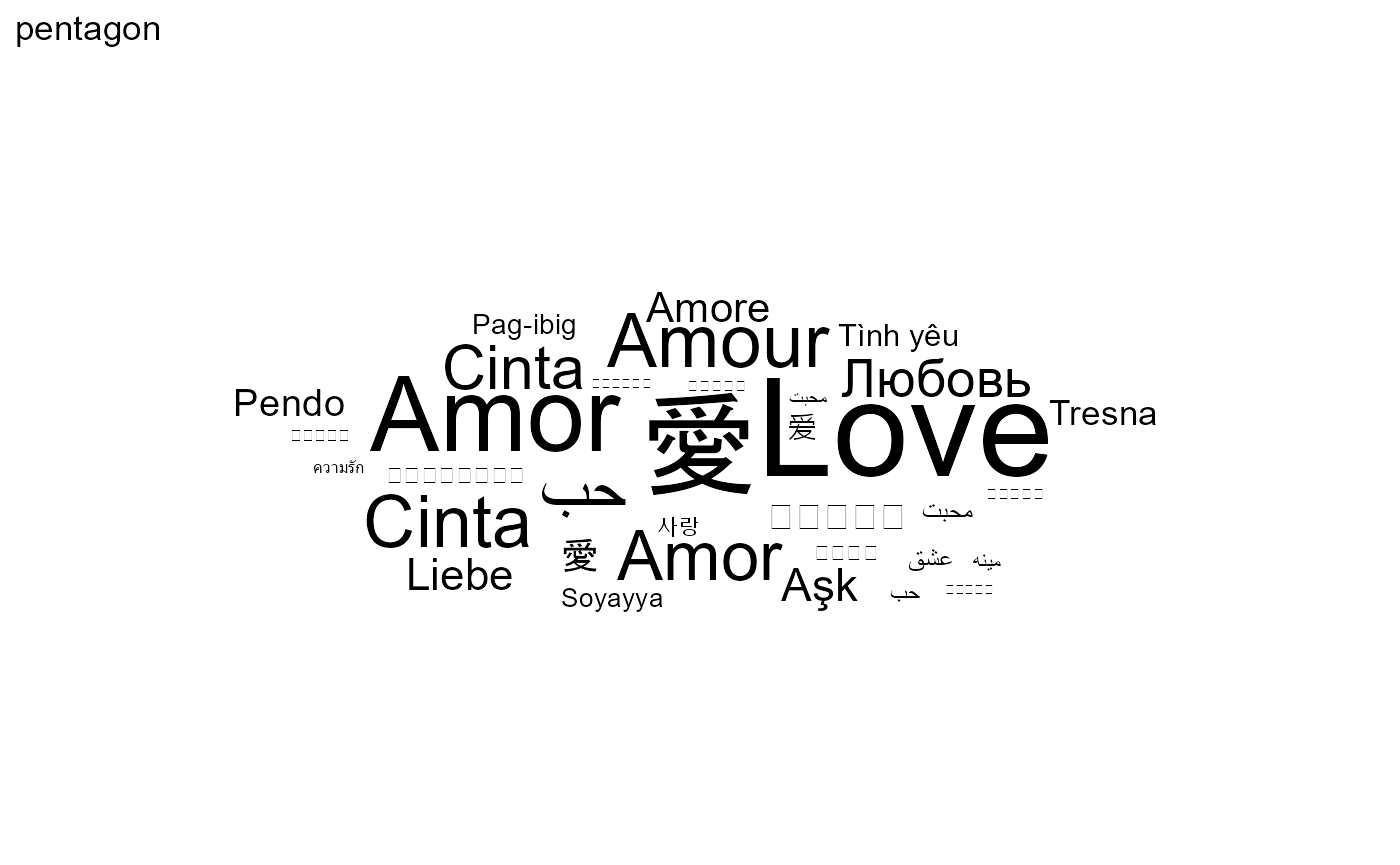 pentagon
Amore
Pag-ibig
Amour
Tình yêu
Cinta
Любовь
محبت
Pendo
Amor
愛
Love
爱
Tresna
ความรัก
حب
Cinta
محبت
사랑
愛
Amor
عشق
مينه
Liebe
Aşk
حب
Soyayya